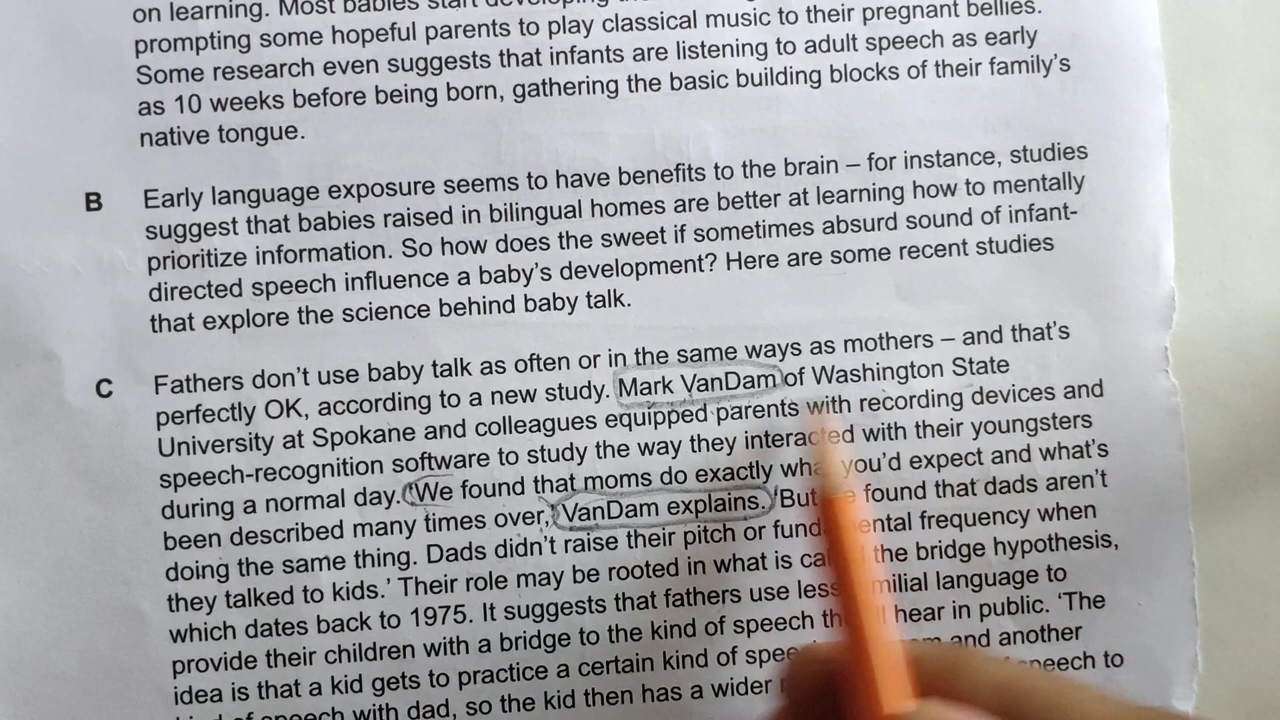 on learning. Most babies start
prompting some hopeful parents to play classical music to their pregnant bellies.
Some research even suggests that infants are listening to adult speech as early
as 10 weeks before being born, gathering the basic building blocks of their family's
native tongue.
B Early language exposure seems to have benefits to the brain – for instance, studies
suggest that babies raised in bilingual homes are better at learning how to mentally
prioritize information. So how does the sweet if sometimes absurd sound of infant-
directed speech influence a baby's development? Here are some recent studies
that explore the science behind baby talk.
C Fathers don't use baby talk as often or in the same ways as mothers – and that's
perfectly OK, according to a new study. Mark VanDam of Washington State
University at Spokane and colleagues equipped parents with recording devices and
speech-recognition software to study the way they interacted with their youngsters
during a normal day. 'We found that moms do exactly what you'd expect and what's
been described many times over,' VanDam explains. 'But found that dads aren't
doing the same thing. Dads didn't raise their pitch or fundamental frequency when
they talked to kids.' Their role may be rooted in what is called the bridge hypothesis,
which dates back to 1975. It suggests that fathers use less familial language to
provide their children with a bridge to the kind of speech hear in public. 'The
idea is that a kid gets to practice a certain kind of and another
speech with dad, so the kid then has a wider speech to